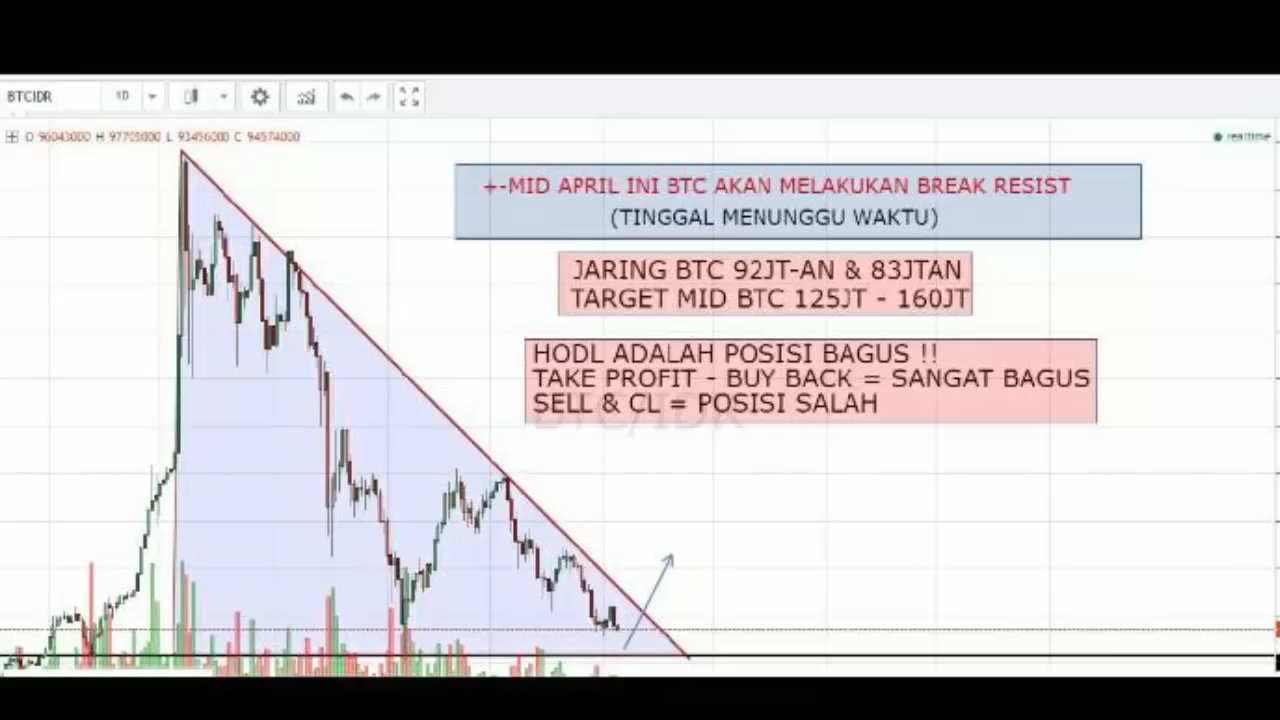 BTCIDR 1D
O 96043000 H 97705000 L 93456000 C 94574000
realtime
+-MID APRIL INI BTC AKAN MELAKUKAN BREAK RESIST
(TINGGAL MENUNGGU WAKTU)
JARING BTC 92JT-AN & 83JTAN
TARGET MID BTC 125JT - 160JT
HODL ADALAH POSISI BAGUS !!
TAKE PROFIT - BUY BACK = SANGAT BAGUS
SELL & CL = POSISI SALAH
BTC/IDR